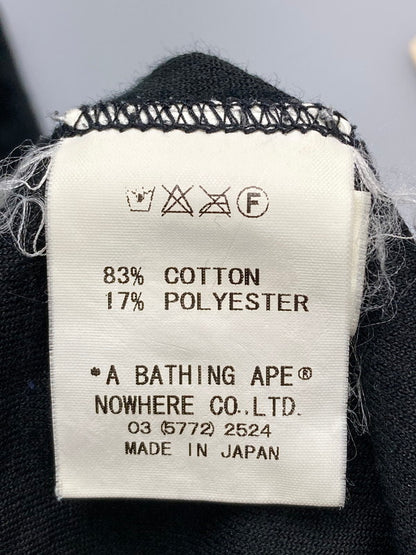 F
83% COTTON
17% POLYESTER
*A BATHING APE®
NOWHERE CO.,LTD.
03 (5772) 2524
MADE IN JAPAN